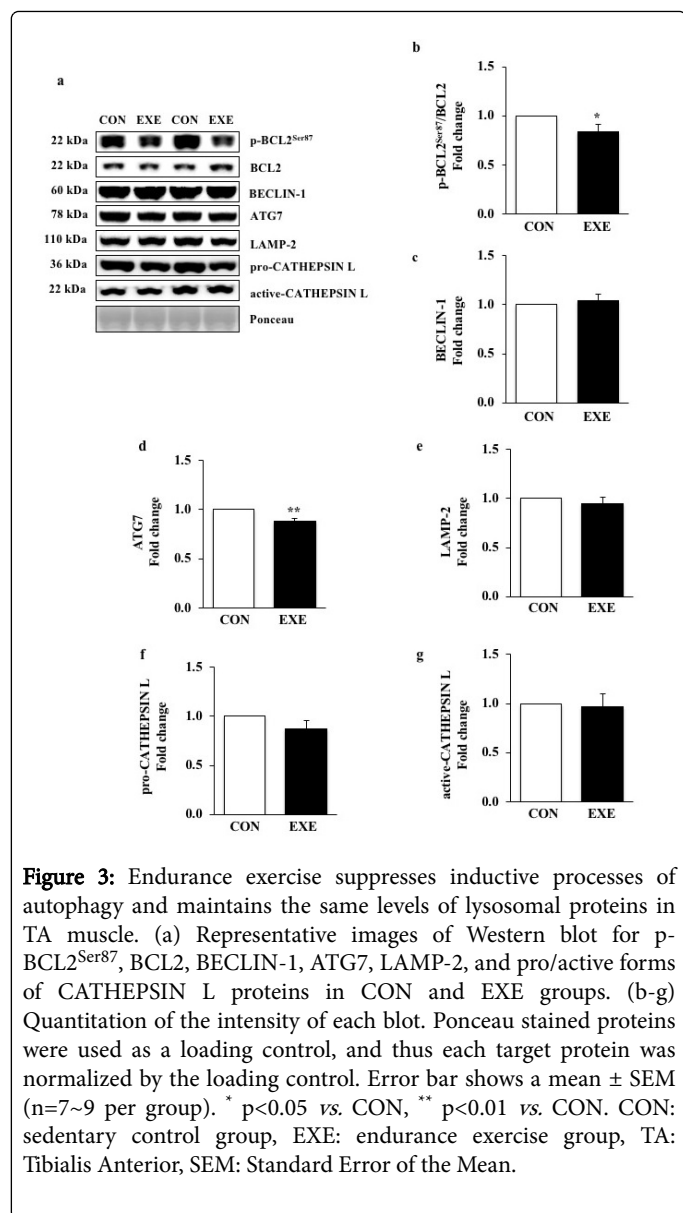 a
CON EXE CON EXE
22 kDa p-BCL2Ser87
22 kDa BCL2
60 kDa BECLIN-1
78 kDa ATG7
110 kDa LAMP-2
36 kDa pro-CATHEPSIN L
22 kDa active-CATHEPSIN L
Ponceau
b
p-BCL2Ser87/BCL2
Fold change
1.5
1.0
0.5
0.0
*
CON EXE
c
BECLIN-1
Fold change
1.5
1.0
0.5
0.0
CON EXE
d
ATG7
Fold change
1.5
1.0
0.5
0.0
**
CON EXE
e
LAMP-2
Fold change
1.5
1.0
0.5
0.0
CON EXE
f
pro-CATHEPSIN L
Fold change
1.5
1.0
0.5
0.0
CON EXE
g
active-CATHEPSIN L
Fold change
1.5
1.0
0.5
0.0
CON EXE
Figure 3: Endurance exercise suppresses inductive processes of
autophagy and maintains the same levels of lysosomal proteins in
TA muscle. (a) Representative images of Western blot for p-
BCL2Ser87, BCL2, BECLIN-1, ATG7, LAMP-2, and pro/active forms
of CATHEPSIN L proteins in CON and EXE groups. (b-g)
Quantitation of the intensity of each blot. Ponceau stained proteins
were used as a loading control, and thus each target protein was
normalized by the loading control. Error bar shows a mean ± SEM
(n=7~9 per group). * p<0.05 vs. CON, ** p<0.01 vs. CON. CON:
sedentary control group, EXE: endurance exercise group, TA:
Tibialis Anterior, SEM: Standard Error of the Mean.